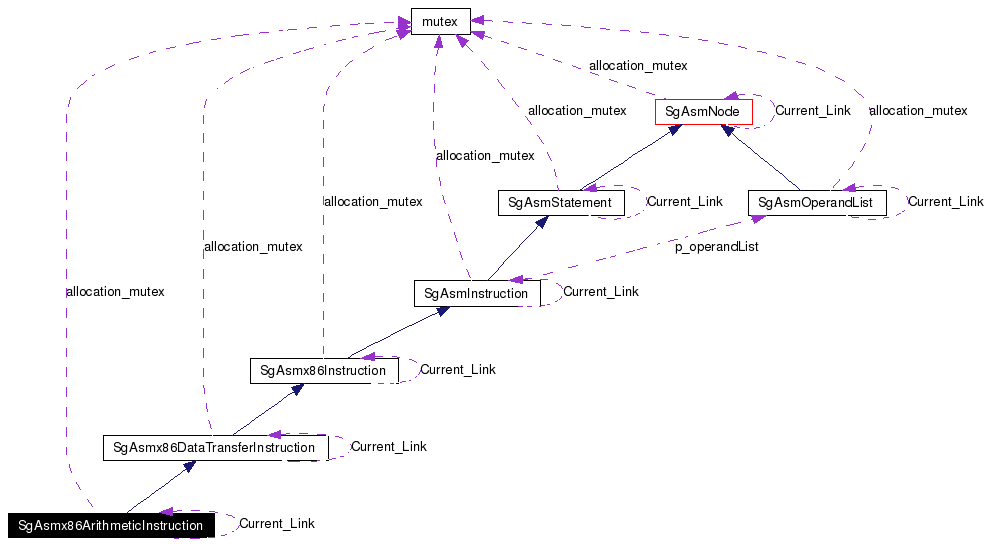 mutex
allocation_mutex
SgAsmNode
Current_Link
allocation_mutex
allocation_mutex
allocation_mutex
SgAsmStatement
Current_Link
SgAsmOperandList
Current_Link
allocation_mutex
allocation_mutex
p_operandList
SgAsmInstruction
Current_Link
allocation_mutex
SgAsmx86Instruction
Current_Link
SgAsmx86DataTransferInstruction
Current_Link
SgAsmx86ArithmeticInstruction
Current_Link